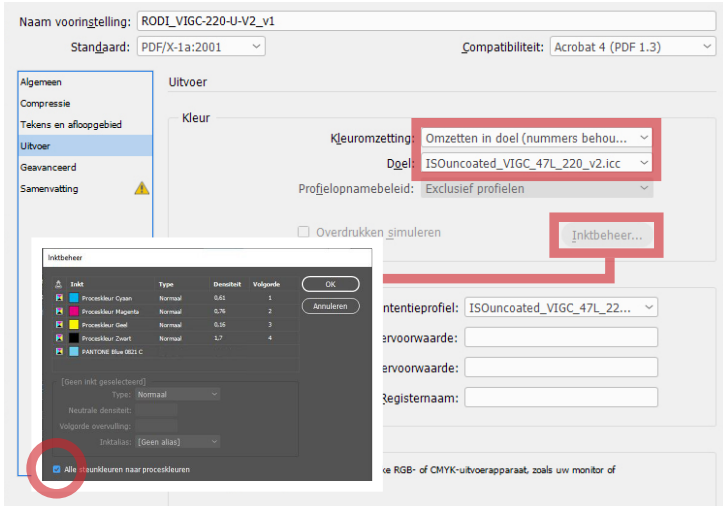 Naam voorinstelling: RODI_VIGC-220-U-V2_v1
Standaard: PDF/X-1a:2001 Compatibiliteit: Acrobat 4 (PDF 1.3)
Algemeen
Compressie
Tekens en afloopgebied
Uitvoer
Geavanceerd
Samenvatting
Uitvoer
Kleur
Kleuromzetting: Omzetten in doel (nummers behou...
Doel: ISOuncoated_VIGC_47L_220_v2.icc
Profielopnamebeleid: Exclusief profielen
Overdrukken simuleren
Inktbeheer...
Inktbeheer
Inkt Type Densiteit Volgorde
Proceskleur Cyaan Normaal 0,61 1
Proceskleur Magenta Normaal 0,76 2
Proceskleur Geel Normaal 0,16 3
Proceskleur Zwart Normaal 1,7 4
PANTONE Blue 0821 C
OK
Annuleren
[Geen inkt geselecteerd]
Type: Normaal
Neutrale densiteit:
Volgorde overvulling:
Inktalias: [Geen alias]
Alle steunkleuren naar proceskleuren
ntentieprofiel: ISOuncoated_VIGC_47L_22...
ervoorwaarde:
ervoorwaarde:
Registernaam:
ke RGB- of CMYK-uitvoerapparaat, zoals uw monitor of